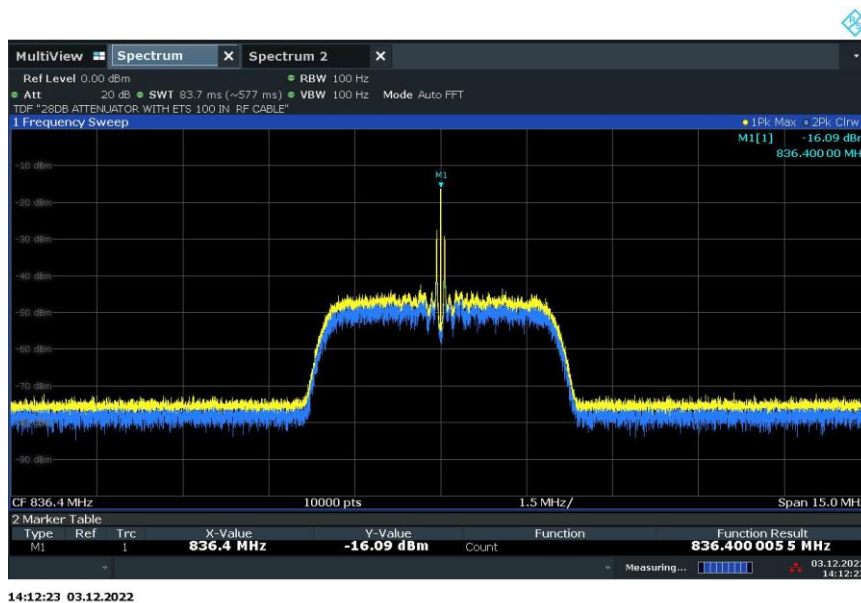 R S
MultiView Spectrum X Spectrum 2 X
Ref Level 0.00 dBm RBW 100 Hz
Att 20 dB SWT 83.7 ms (~577 ms) VBW 100 Hz Mode Auto FFT
TDF "28DB ATTENUATOR WITH ETS 100 IN RF CABLE"
1 Frequency Sweep 1Pk Max 2Pk Clrw
M1[1] -16.09 dBm
836.400 00 MH
M1
-10 dBm
-20 dBm
-30 dBm
-40 dBm
-50 dBm
-60 dBm
-70 dBm
-90 dBm
CF 836.4 MHz 10000 pts 1.5 MHz/ Span 15.0 MH
2 Marker Table
Type Ref Trc X-Value Y-Value Function Function Result
M1 1 836.4 MHz -16.09 dBm Count 836.400 005 5 MHz
Measuring... 03.12.2022
14:12:23
14:12:23 03.12.2022